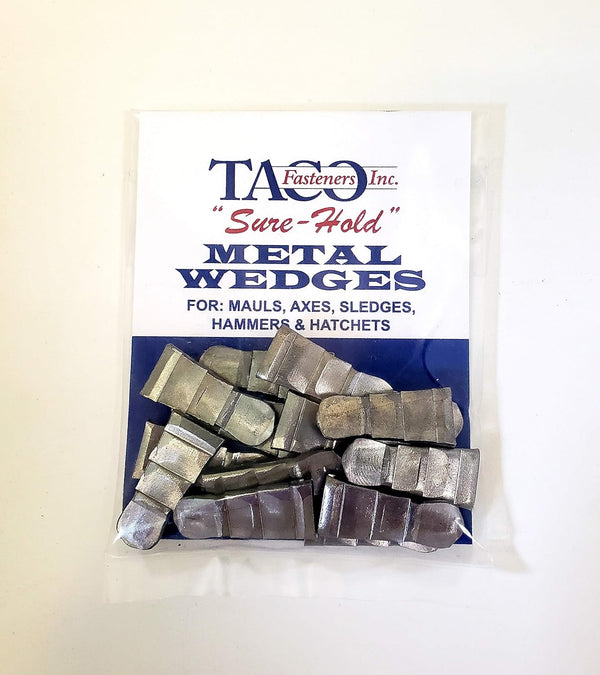 TACO
Fasteners Inc.
"Sure-Hold"
METAL
WEDGES
FOR: MAULS, AXES, SLEDGES,
HAMMERS & HATCHETS